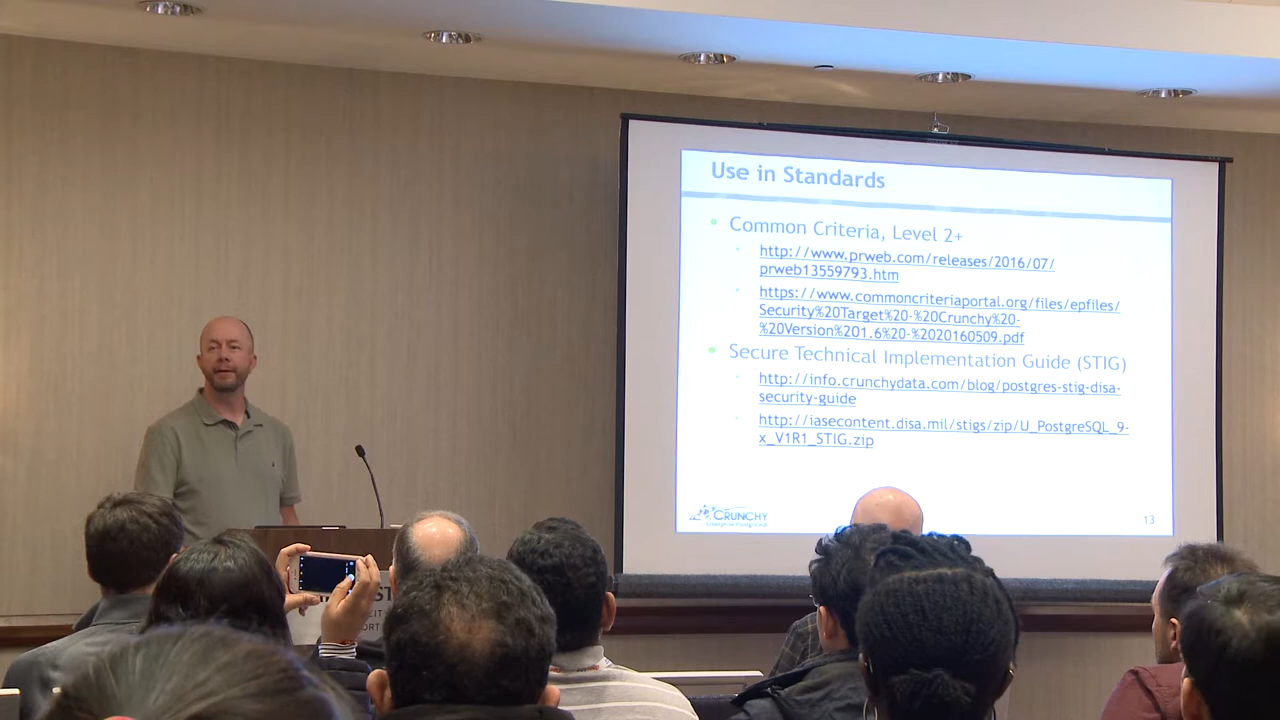 Use in Standards
Common Criteria, Level 2+
http://www.prweb.com/releases/2016/07/
prweb13559793.htm
https://www.commoncriteriaportal.org/files/epfiles/
Security%20Target%20-%20Crunchy%20-
%20Version%201.6%20-%2020160509.pdf
Secure Technical Implementation Guide (STIG)
http://info.crunchydata.com/blog/postgres-stig-disa-
security-guide
http://iasecontent.disa.mil/stigs/zip/U_PostgreSQL_9-
x_V1R1_STIG.zip
CRUNCHY
13